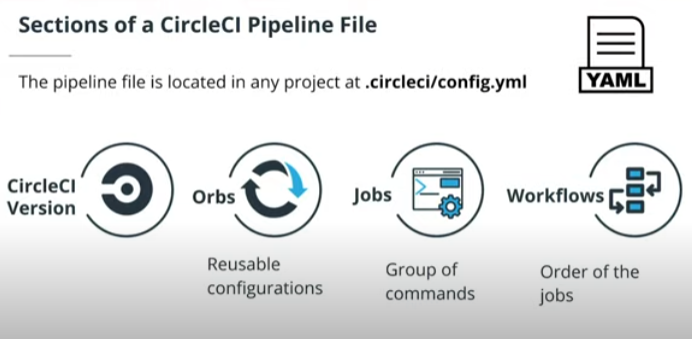 Sections of a CircleCI Pipeline File
The pipeline file is located in any project at .circleci/config.yml
YAML
CircleCI
Version
Orbs
Jobs
Workflows
Reusable
configurations
Group of
commands
Order of the
jobs